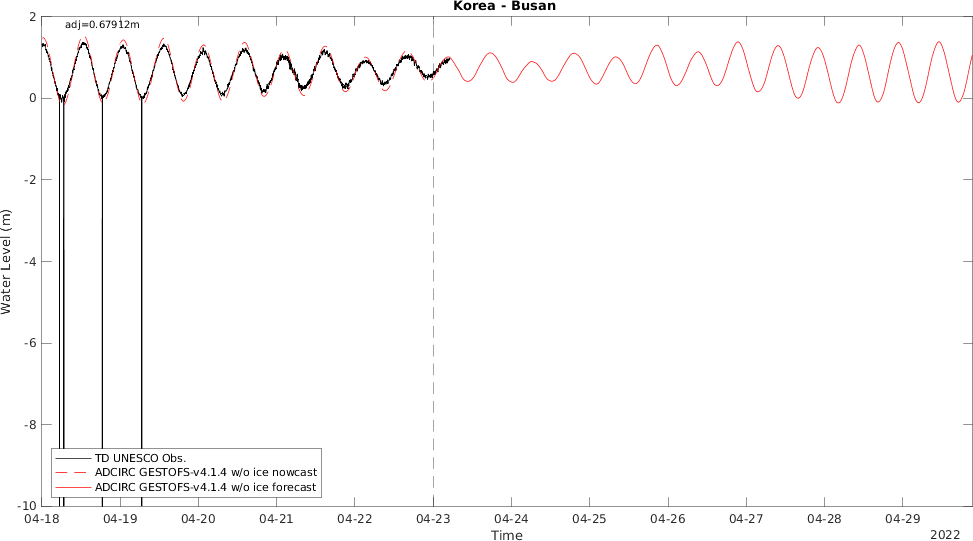 Korea - Busan
adj=0.67912m
Water Level (m)
2
0
-2
-4
-6
-8
-10
TD UNESCO Obs.
ADCIRC GESTOFS-v4.1.4 w/o ice nowcast
ADCIRC GESTOFS-v4.1.4 w/o ice forecast
04-18 04-19 04-20 04-21 04-22 04-23 04-24 04-25 04-26 04-27 04-28 04-29
Time
2022